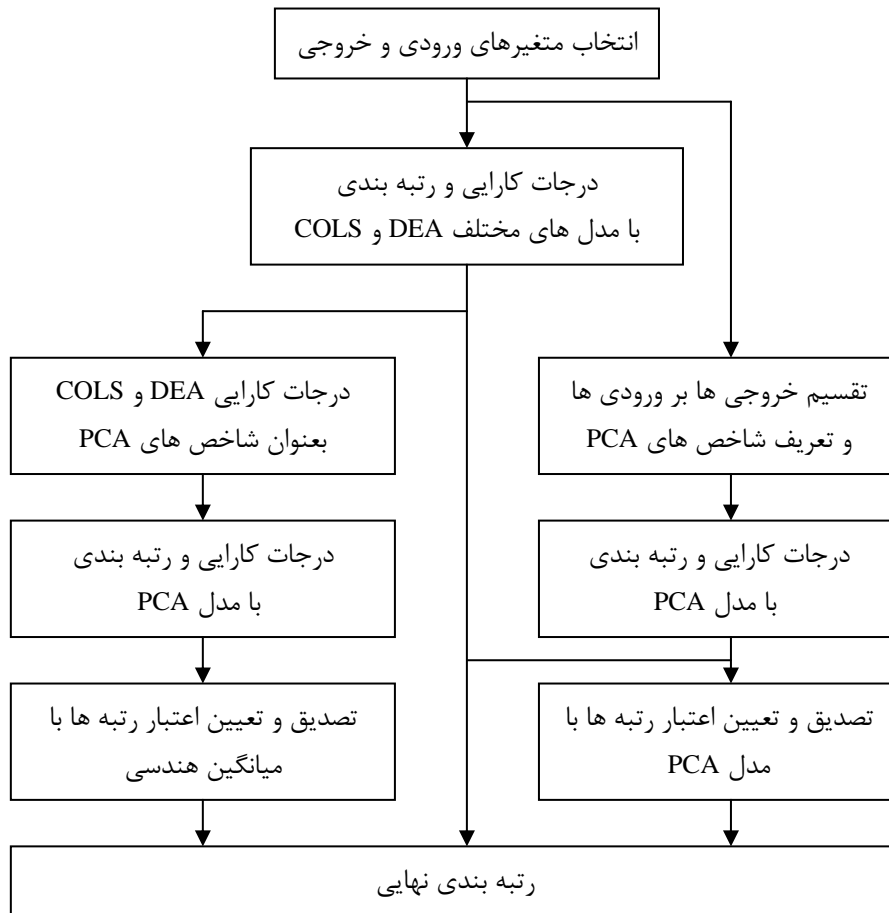 انتخاب متغیرهای ورودی و خروجی
درجات کارایی و رتبه بندی
با مدل های مختلف DEA و COLS
تقسیم خروجی ها بر ورودی ها
و تعریف شاخص های PCA
درجات کارایی DEA و COLS
بعنوان شاخص های PCA
درجات کارایی و رتبه بندی
با مدل PCA
درجات کارایی و رتبه بندی
با مدل PCA
تصدیق و تعیین اعتبار رتبه ها با
مدل PCA
تصدیق و تعیین اعتبار رتبه ها با
میانگین هندسی
رتبه بندی نهایی